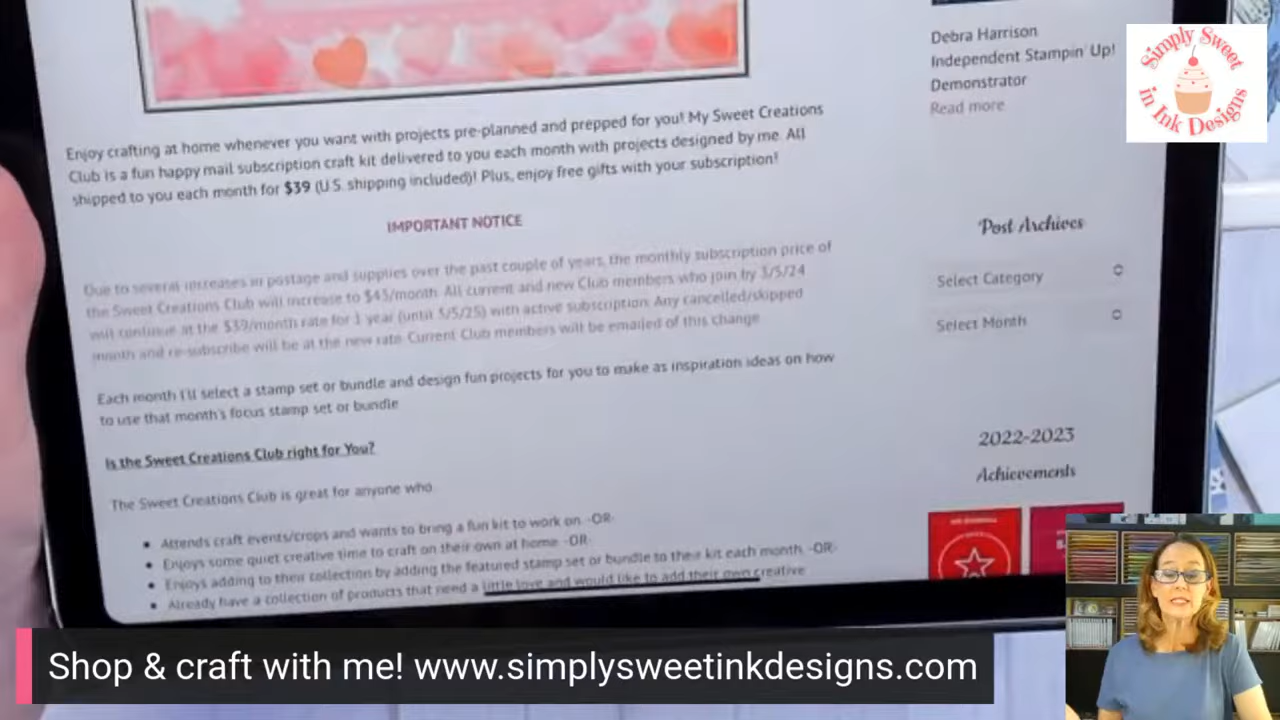 Enjoy crafting at home whenever you want with projects pre-planned and prepped for you! My Sweet Creations
Club is a fun happy mail subscription craft kit delivered to you each month with projects designed by me. All
shipped to you each month for $39 (U.S. shipping included)! Plus, enjoy free gifts with your subscription!
IMPORTANT NOTICE
Due to several increases in postage and supplies over the past couple of years, the monthly subscription price of
the Sweet Creations Club will increase to $43/month. All current and new Club members who join by 3/5/24
will continue at the $39/month rate for 1 year (until 3/5/25) with active subscription. Any cancelled/skipped
month and re-subscribe will be at the new rate. Current Club members will be emailed of this change
Each month I'll select a stamp set or bundle and design fun projects for you to make as inspiration ideas on how
to use that month's focus stamp set or bundle
Is the Sweet Creations Club right for You?
The Sweet Creations Club is great for anyone who
Attends craft events/crops and wants to bring a fun kit to work on -OR-
Enjoys some quiet creative time to craft on their own at home -OR-
Enjoys adding to their collection by adding the featured stamp set or bundle to their kit each month -OR-
Already have a collection of products that need a little love and would like to add their own creative
Debra Harrison
Independent Stampin' Up!
Demonstrator
Read more
Post Archives
Select Category
Select Month
2022-2023
Achievements
Simply Sweet
in Ink Designs
Shop & craft with me! www.simplysweetinkdesigns.com